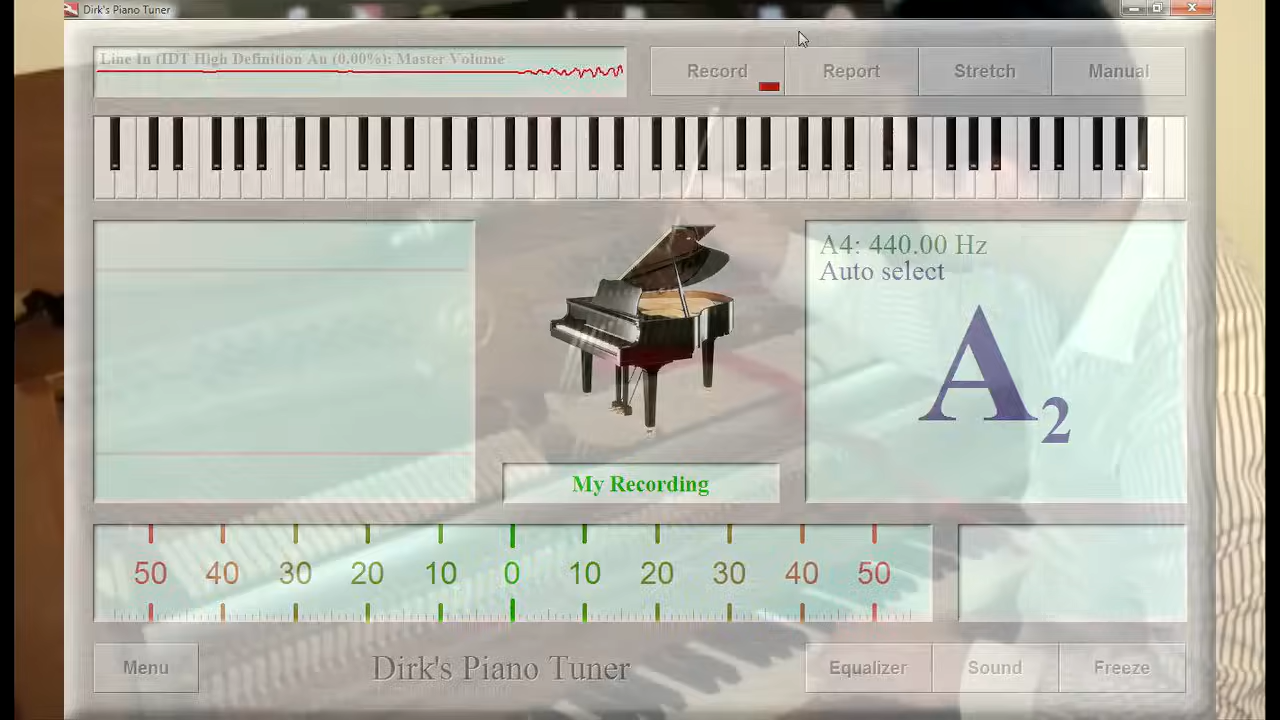 Dirk's Piano Tuner
Line In (IDT High Definition Au (0.00%): Master Volume
Record
Report
Stretch
Manual
A4: 440.00 Hz
Auto select
A2
My Recording
50 40 30 20 10 0 10 20 30 40 50
Menu
Dirk's Piano Tuner
Equalizer
Sound
Freeze